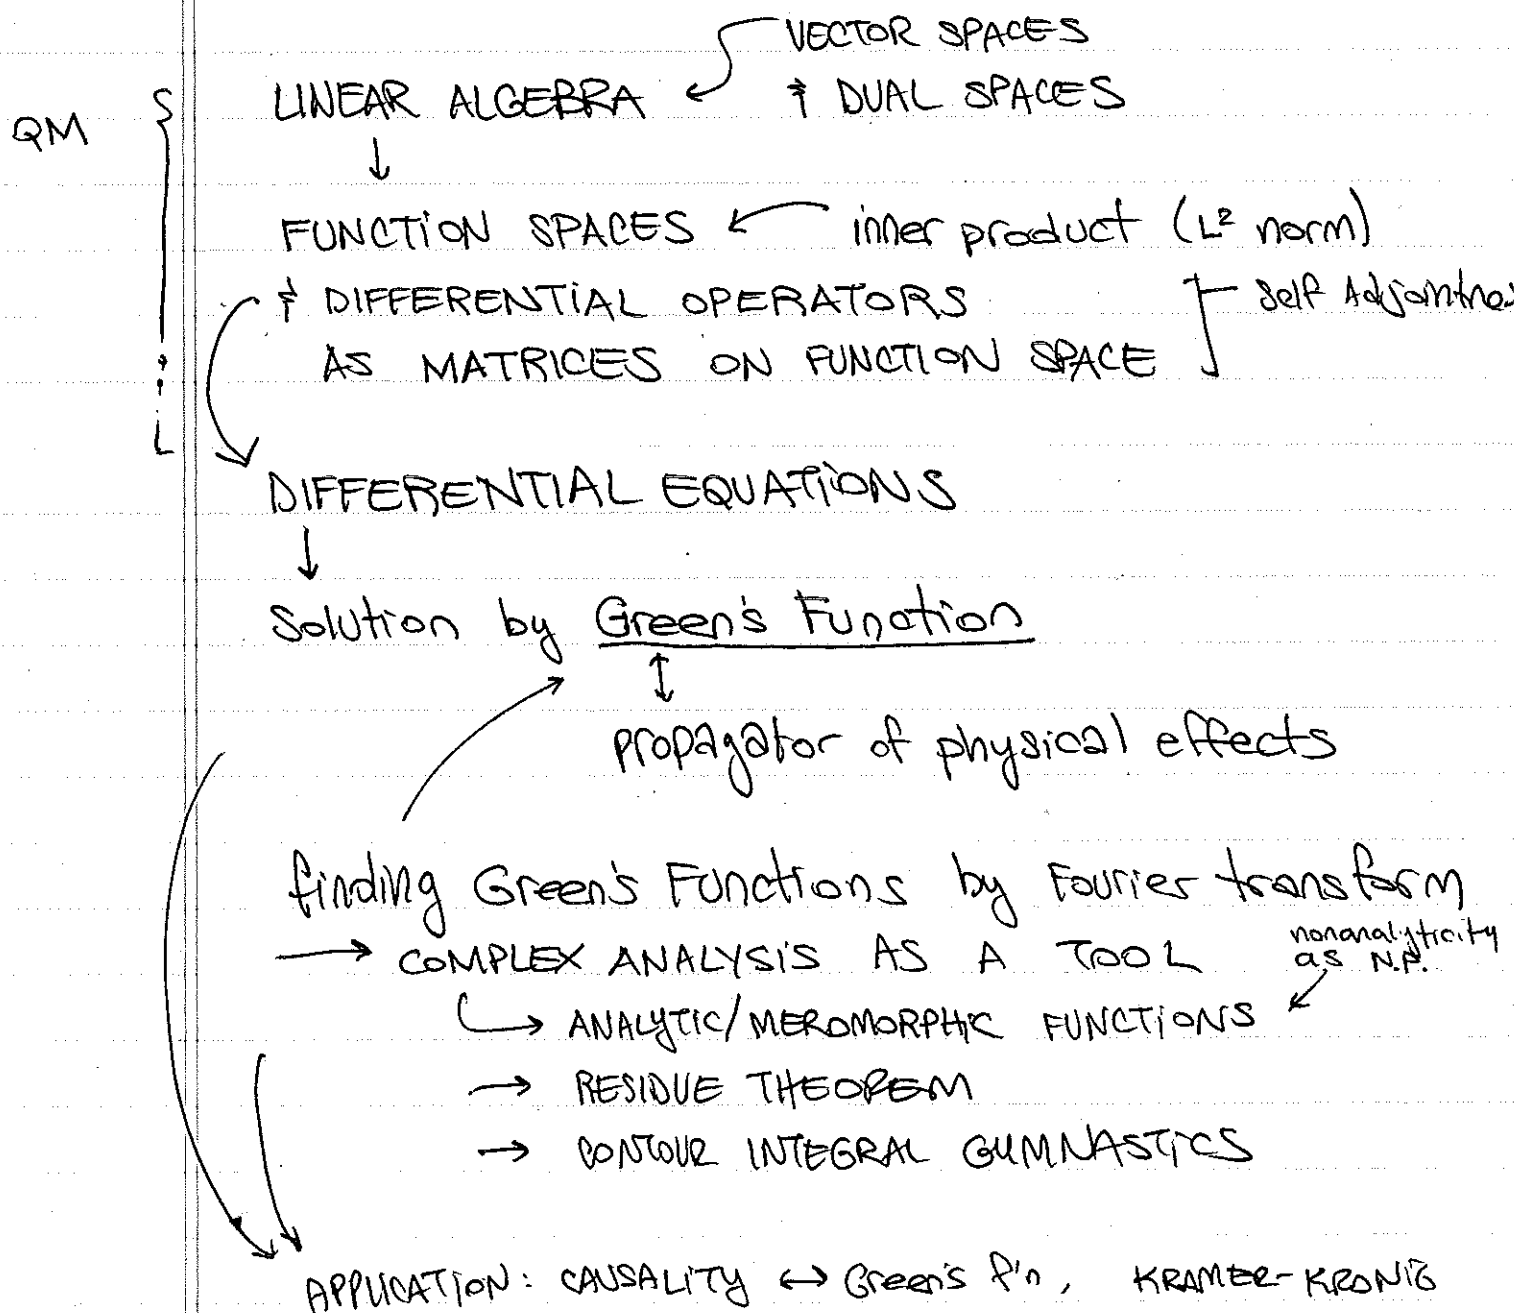 VECTOR SPACES
LINEAR ALGEBRA ← & DUAL SPACES
QM
↓
FUNCTION SPACES ← inner product (L² norm)
& DIFFERENTIAL OPERATORS
Self Adjointnes
AS MATRICES ON FUNCTION SPACE
DIFFERENTIAL EQUATIONS
↓
Solution by Green's Function
↕
propagator of physical effects
finding Green's Functions by Fourier transform
→ COMPLEX ANALYSIS AS A TOOL
nonanalyticity
as N.P.
↳ ANALYTIC/MEROMORPHIC FUNCTIONS
→ RESIDUE THEOREM
→ CONTOUR INTEGRAL GYMNASTICS
APPLICATION: CAUSALITY ↔ Green's f'n, KRAMER-KRONIG